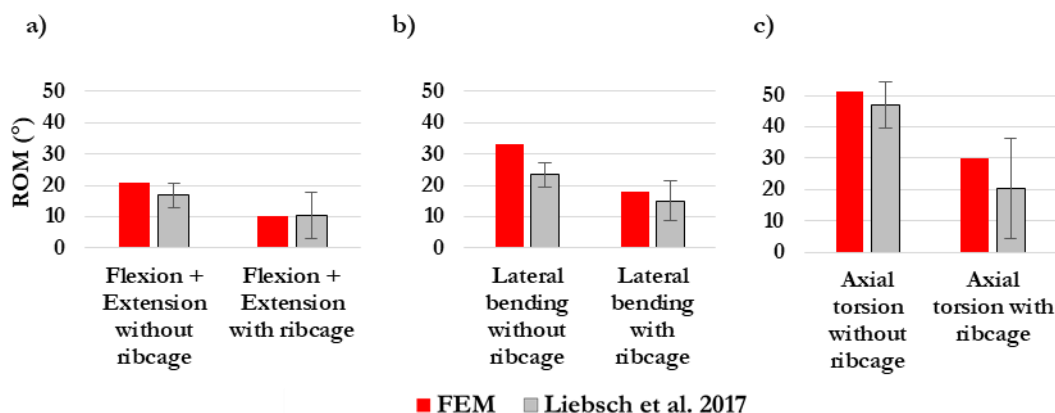 a)
ROM (°)
50
40
30
20
10
0
Flexion +
Extension
without
ribcage
Flexion +
Extension
with ribcage
b)
50
40
30
20
10
0
Lateral
bending
without
ribcage
Lateral
bending
with
ribcage
c)
50
40
30
20
10
0
Axial
torsion
without
ribcage
Axial
torsion with
ribcage
FEM
Liebsch et al. 2017